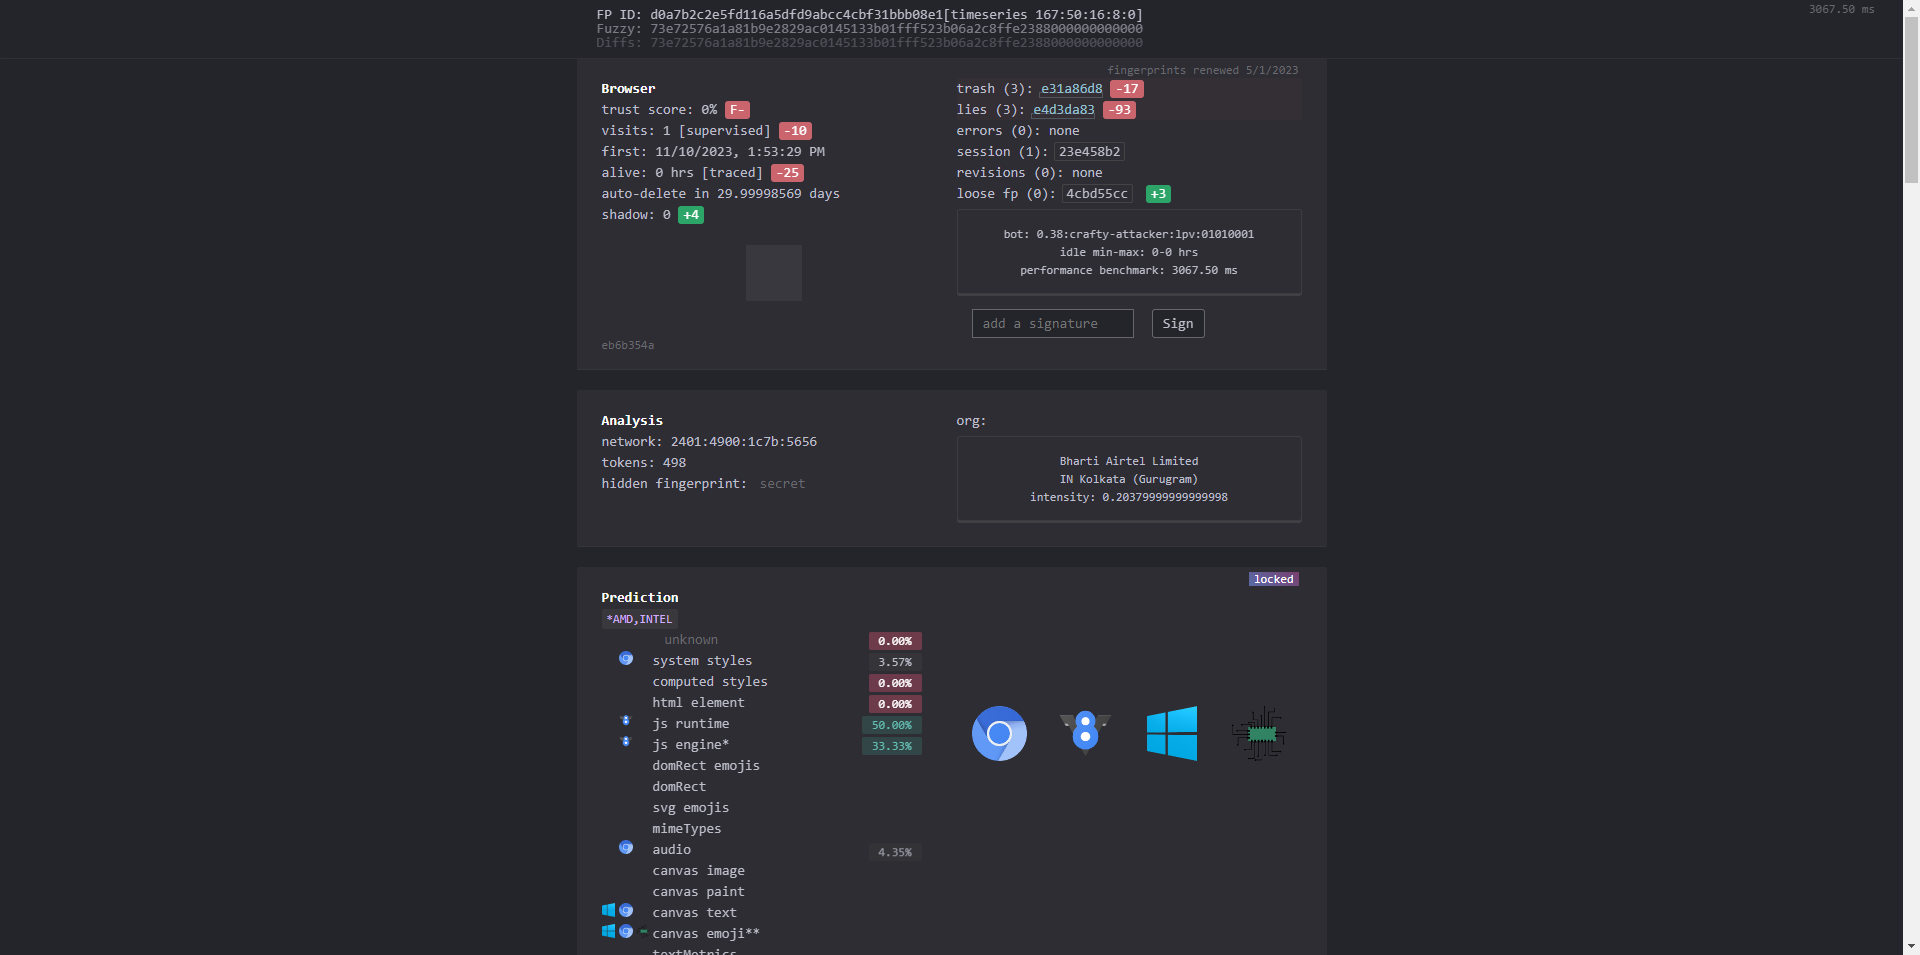 FP ID: d0a7b2c2e5fd116a5dfd9abcc4cbf31bbb08e1[timeseries 167:50:16:8:0]
Fuzzy: 73e72576a1a81b9e2829ac0145133b01fff523b06a2c8ffe2388000000000000
Diffs: 73e72576a1a81b9e2829ac0145133b01fff523b06a2c8ffe2388000000000000
3067.50 ms
fingerprints renewed 5/1/2023
Browser
trust score: 0% F-
visits: 1 [supervised] -10
first: 11/10/2023, 1:53:29 PM
alive: 0 hrs [traced] -25
auto-delete in 29.99998569 days
shadow: 0 +4
eb6b354a
trash (3): e31a86d8 -17
lies (3): e4d3da83 -93
errors (0): none
session (1): 23e458b2
revisions (0): none
loose fp (0): 4cbd55cc +3
bot: 0.38:crafty-attacker:lpv:01010001
idle min-max: 0-0 hrs
performance benchmark: 3067.50 ms
add a signature Sign
Analysis
network: 2401:4900:1c7b:5656
tokens: 498
hidden fingerprint: secret
org:
Bharti Airtel Limited
IN Kolkata (Gurugram)
intensity: 0.20379999999999998
locked
Prediction
*AMD,INTEL
unknown 0.00%
system styles 3.57%
computed styles 0.00%
html element 0.00%
js runtime 50.00%
js engine* 33.33%
domRect emojis
domRect
svg emojis
mimeTypes
audio 4.35%
canvas image
canvas paint
canvas text
canvas emoji**
textMetrics